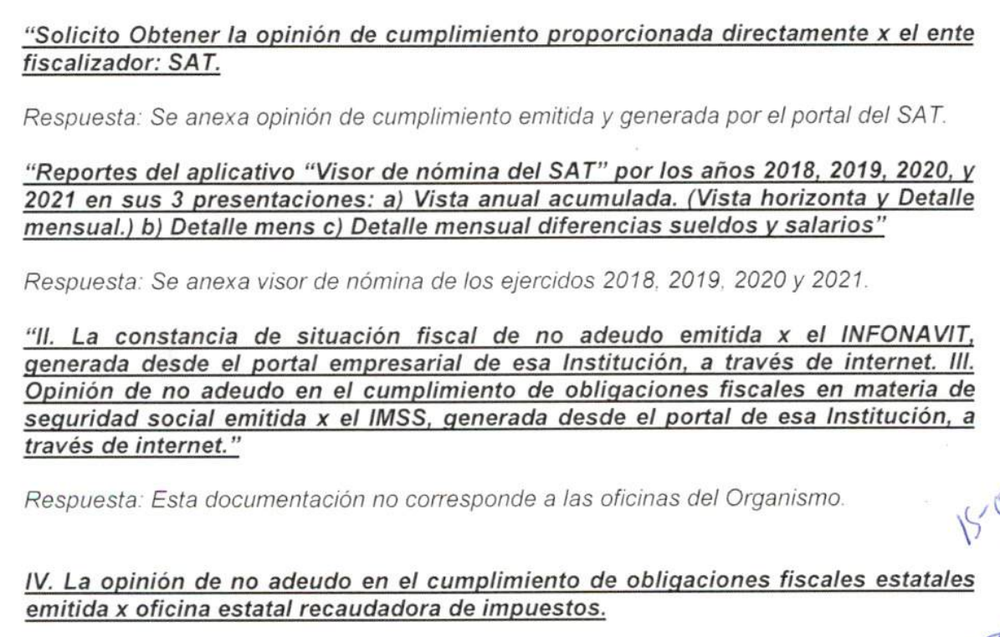 “Solicito Obtener la opinión de cumplimiento proporcionada directamente x el ente
fiscalizador: SAT.
Respuesta: Se anexa opinión de cumplimiento emitida y generada por el portal del SAT.
“Reportes del aplicativo “Visor de nómina del SAT” por los años 2018, 2019, 2020, y
2021 en sus 3 presentaciones: a) Vista anual acumulada. (Vista horizonta y Detalle
mensual.) b) Detalle mens c) Detalle mensual diferencias sueldos y salarios”
Respuesta: Se anexa visor de nómina de los ejercidos 2018, 2019, 2020 y 2021.
“II. La constancia de situación fiscal de no adeudo emitida x el INFONAVIT,
generada desde el portal empresarial de esa Institución, a través de internet. III.
Opinión de no adeudo en el cumplimiento de obligaciones fiscales en materia de
seguridad social emitida x el IMSS, generada desde el portal de esa Institución, a
través de internet.”
Respuesta: Esta documentación no corresponde a las oficinas del Organismo.
IV. La opinión de no adeudo en el cumplimiento de obligaciones fiscales estatales
emitida x oficina estatal recaudadora de impuestos.